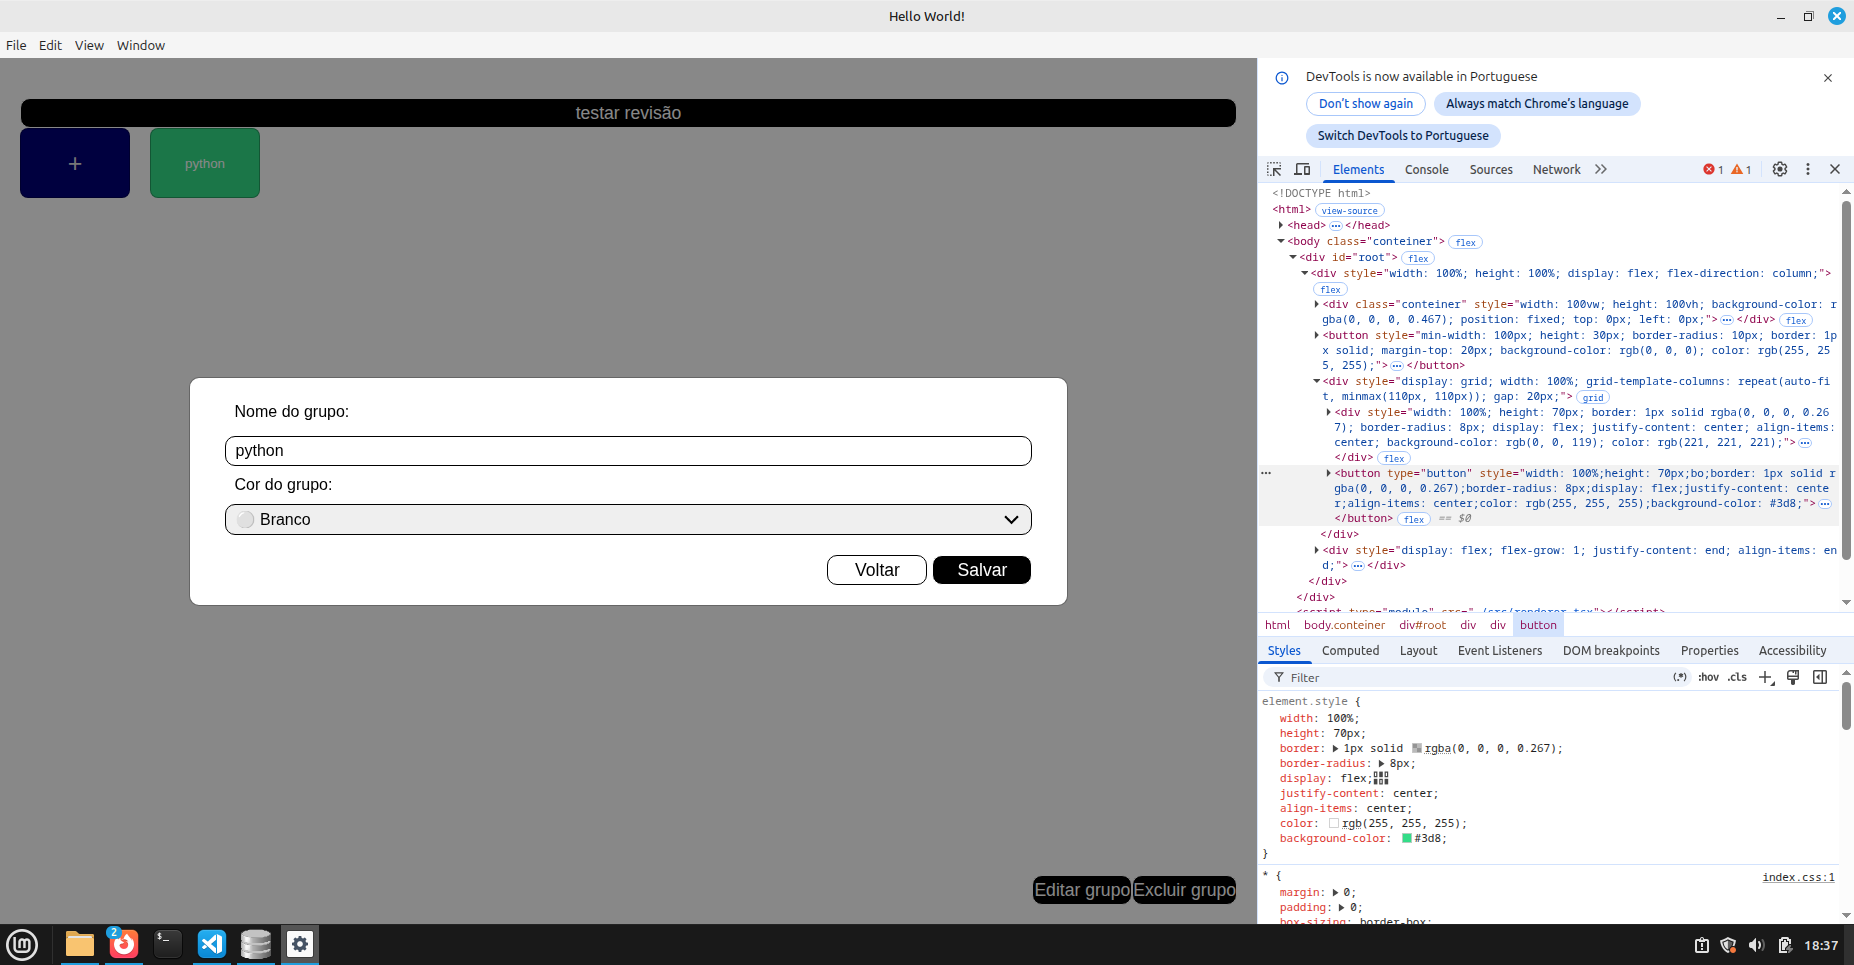 Hello World!
File Edit View Window
testar revisão
+ python
Nome do grupo:
python
Cor do grupo:
Branco
Voltar Salvar
Editar grupo Excluir grupo
DevTools is now available in Portuguese
Don't show again Always match Chrome's language
Switch DevTools to Portuguese
Elements Console Sources Network 1 1
<!DOCTYPE html>
<html> view-source
<head> ··· </head>
<body class="conteiner"> flex
<div id="root"> flex
<div style="width: 100%; height: 100%; display: flex; flex-direction: column;">
flex
<div class="conteiner" style="width: 100vw; height: 100vh; background-color: r
gba(0, 0, 0, 0.467); position: fixed; top: 0px; left: 0px;"> ··· </div> flex
<button style="min-width: 100px; height: 30px; border-radius: 10px; border: 1p
x solid; margin-top: 20px; background-color: rgb(0, 0, 0); color: rgb(255, 25
5, 255);"> ··· </button>
<div style="display: grid; width: 100%; grid-template-columns: repeat(auto-fi
t, minmax(110px, 110px)); gap: 20px;"> grid
<div style="width: 100%; height: 70px; border: 1px solid rgba(0, 0, 0, 0.26
7); border-radius: 8px; display: flex; justify-content: center; align-items:
center; background-color: rgb(0, 0, 119); color: rgb(221, 221, 221);"> ···
</div> flex
··· <button type="button" style="width: 100%;height: 70px;bo;border: 1px solid r
gba(0, 0, 0, 0.267);border-radius: 8px;display: flex;justify-content: cente
r;align-items: center;color: rgb(255, 255, 255);background-color: #3d8;"> ···
</button> flex == $0
</div>
<div style="display: flex; flex-grow: 1; justify-content: end; align-items: en
d;"> ··· </div>
</div>
</div>
<script type="module" src="./src/renderer.tsx"></script>
html body.conteiner div#root div div button
Styles Computed Layout Event Listeners DOM breakpoints Properties Accessibility
Filter (.*) :hov .cls
element.style {
width: 100%;
height: 70px;
border: 1px solid rgba(0, 0, 0, 0.267);
border-radius: 8px;
display: flex;
justify-content: center;
align-items: center;
color: rgb(255, 255, 255);
background-color: #3d8;
}
* { index.css:1
margin: 0;
padding: 0;
box-sizing: border-box;
2 18:37